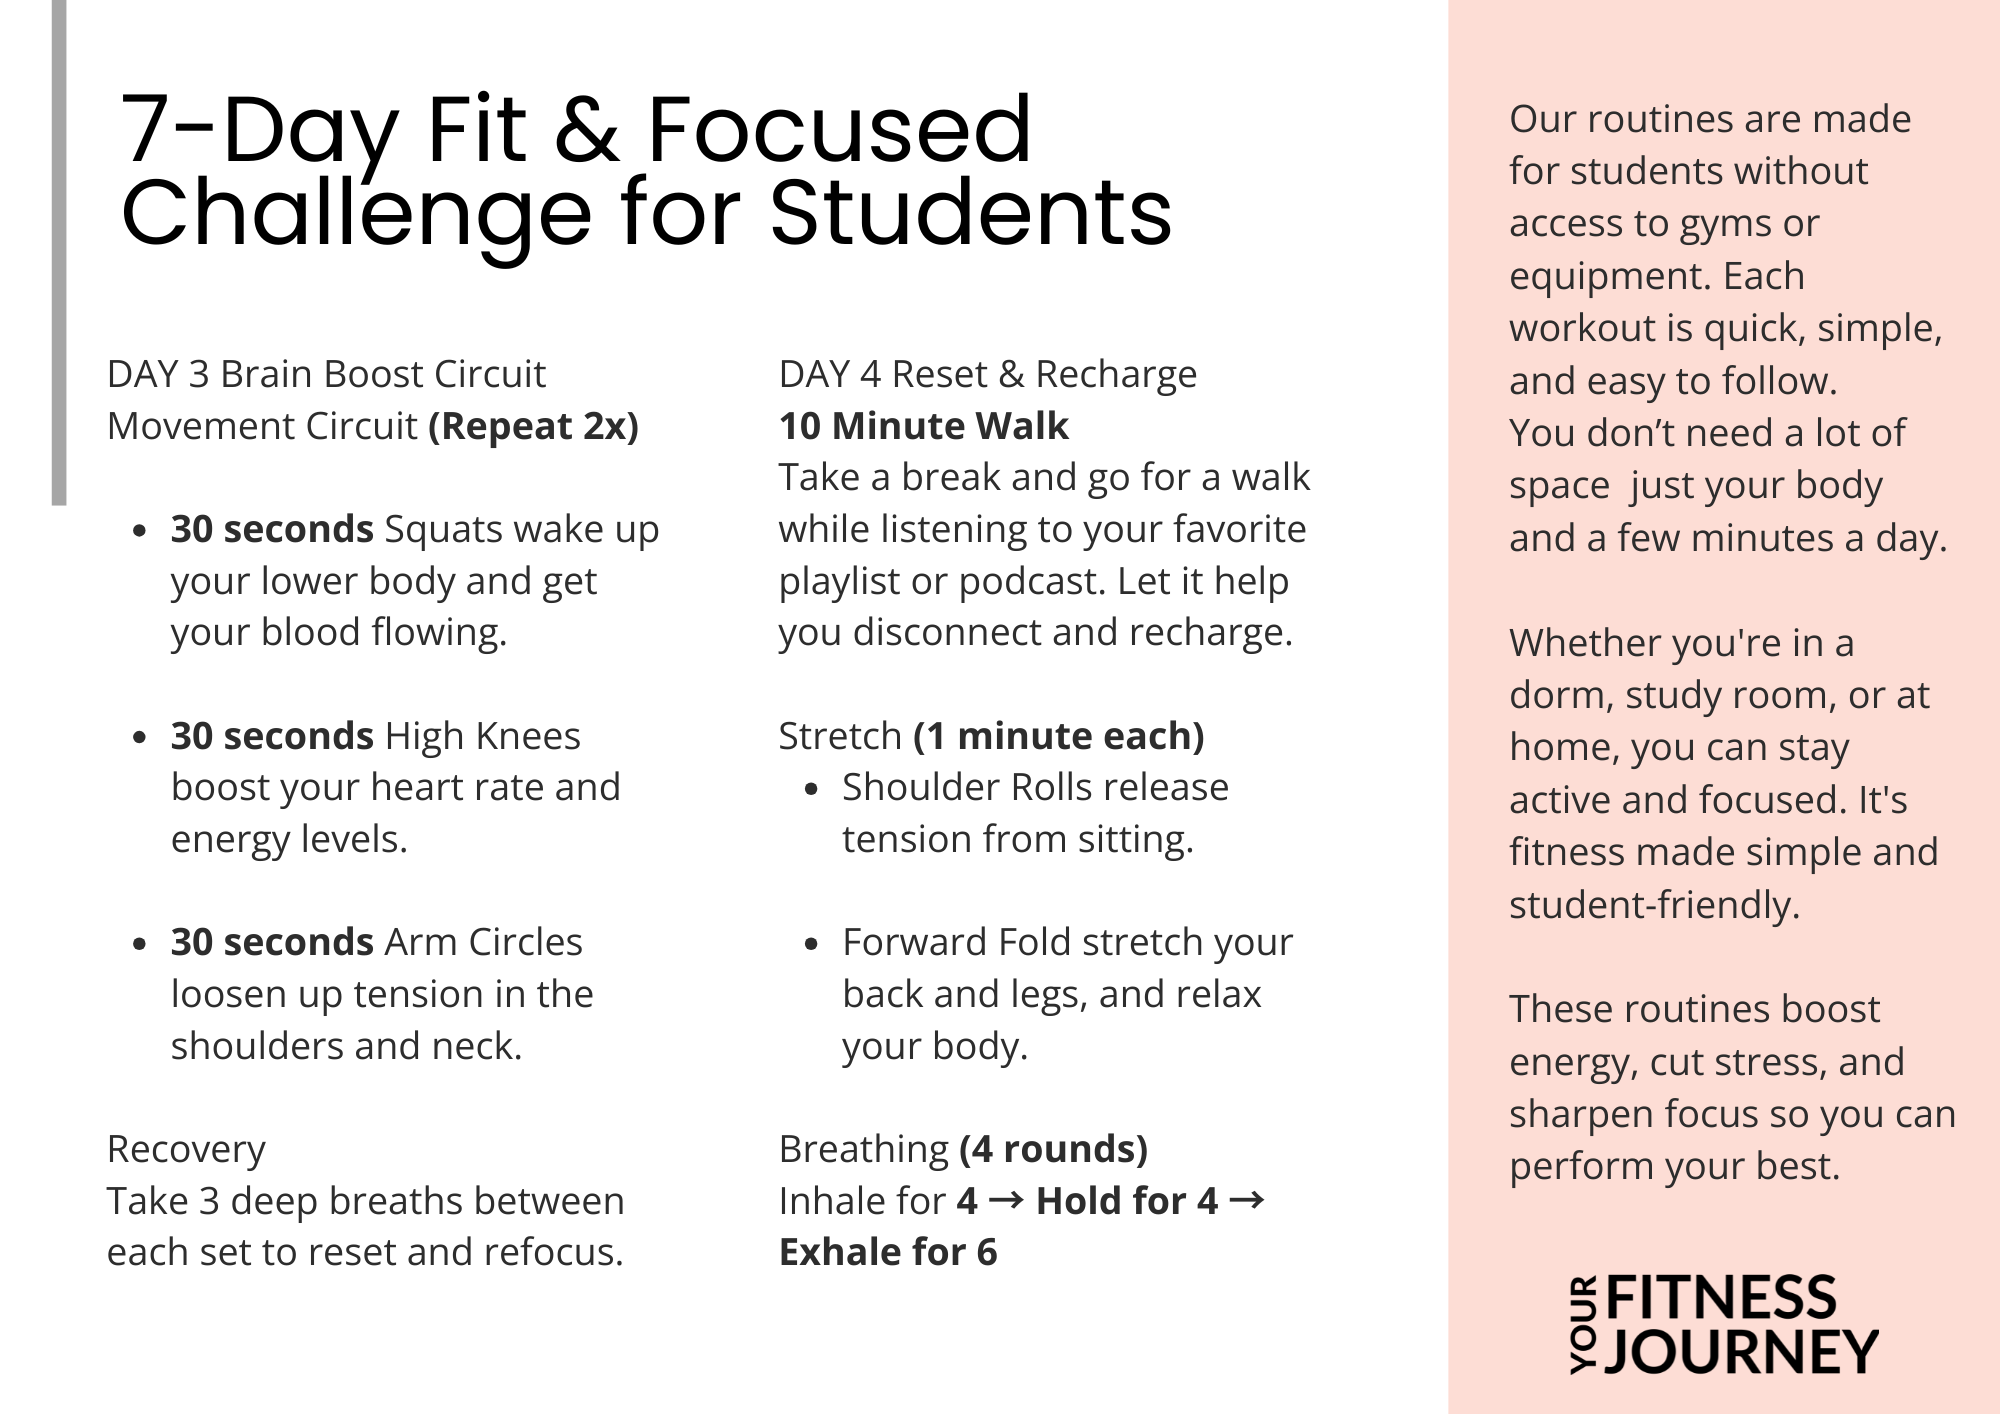 7-Day Fit & Focused
Challenge for Students
DAY 3 Brain Boost Circuit
Movement Circuit (Repeat 2x)
• 30 seconds Squats wake up
your lower body and get
your blood flowing.
• 30 seconds High Knees
boost your heart rate and
energy levels.
• 30 seconds Arm Circles
loosen up tension in the
shoulders and neck.
Recovery
Take 3 deep breaths between
each set to reset and refocus.
DAY 4 Reset & Recharge
10 Minute Walk
Take a break and go for a walk
while listening to your favorite
playlist or podcast. Let it help
you disconnect and recharge.
Stretch (1 minute each)
• Shoulder Rolls release
tension from sitting.
• Forward Fold stretch your
back and legs, and relax
your body.
Breathing (4 rounds)
Inhale for 4 → Hold for 4 →
Exhale for 6
Our routines are made
for students without
access to gyms or
equipment. Each
workout is quick, simple,
and easy to follow.
You don’t need a lot of
space  just your body
and a few minutes a day.
Whether you're in a
dorm, study room, or at
home, you can stay
active and focused. It's
fitness made simple and
student-friendly.
These routines boost
energy, cut stress, and
sharpen focus so you can
perform your best.
YOUR
FITNESS
JOURNEY